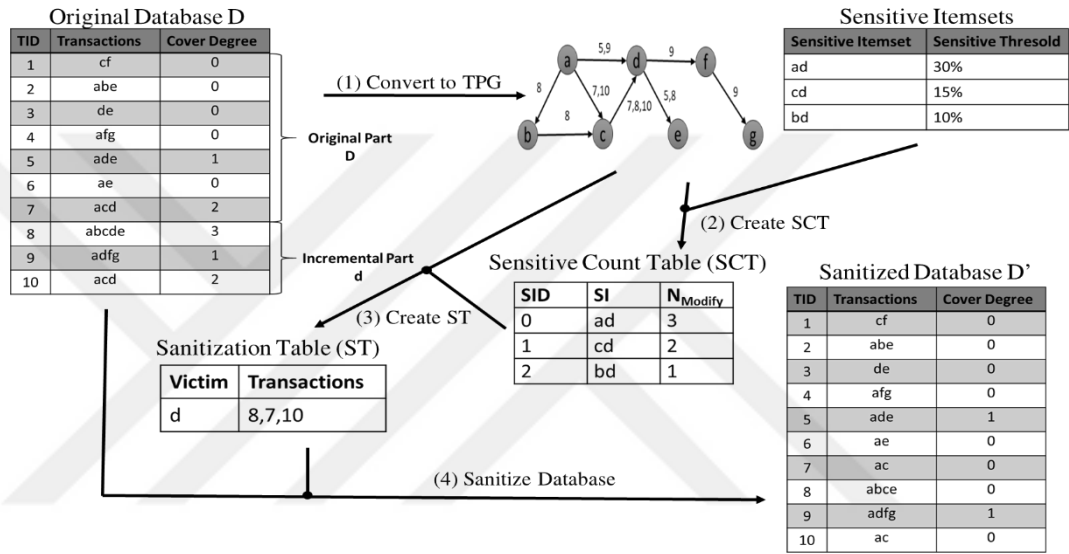 Original Database D
TID Transactions Cover Degree
1 cf 0
2 abe 0
3 de 0
4 afg 0
5 ade 1
6 ae 0
7 acd 2
8 abcde 3
9 adfg 1
10 acd 2
Original Part
D
Incremental Part
d
(1) Convert to TPG
a
d
f
b
c
e
g
5,9
9
8
7,10
8
7,8,10
5,8
9
Sensitive Itemsets
Sensitive Itemset Sensitive Thresold
ad 30%
cd 15%
bd 10%
(2) Create SCT
Sensitive Count Table (SCT)
SID SI NModify
0 ad 3
1 cd 2
2 bd 1
(3) Create ST
Sanitization Table (ST)
Victim Transactions
d 8,7,10
(4) Sanitize Database
Sanitized Database D’
TID Transactions Cover Degree
1 cf 0
2 abe 0
3 de 0
4 afg 0
5 ade 1
6 ae 0
7 ac 0
8 abce 0
9 adfg 1
10 ac 0